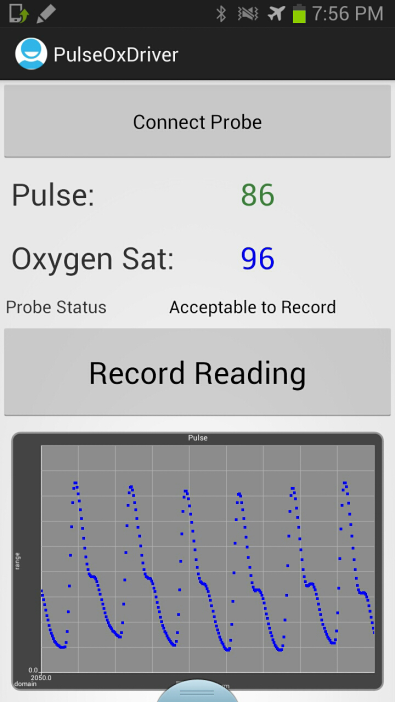 7:56 PM
PulseOxDriver
Connect Probe
Pulse: 86
Oxygen Sat: 96
Probe Status Acceptable to Record
Record Reading
Pulse
range
0.0
2050.0
domain